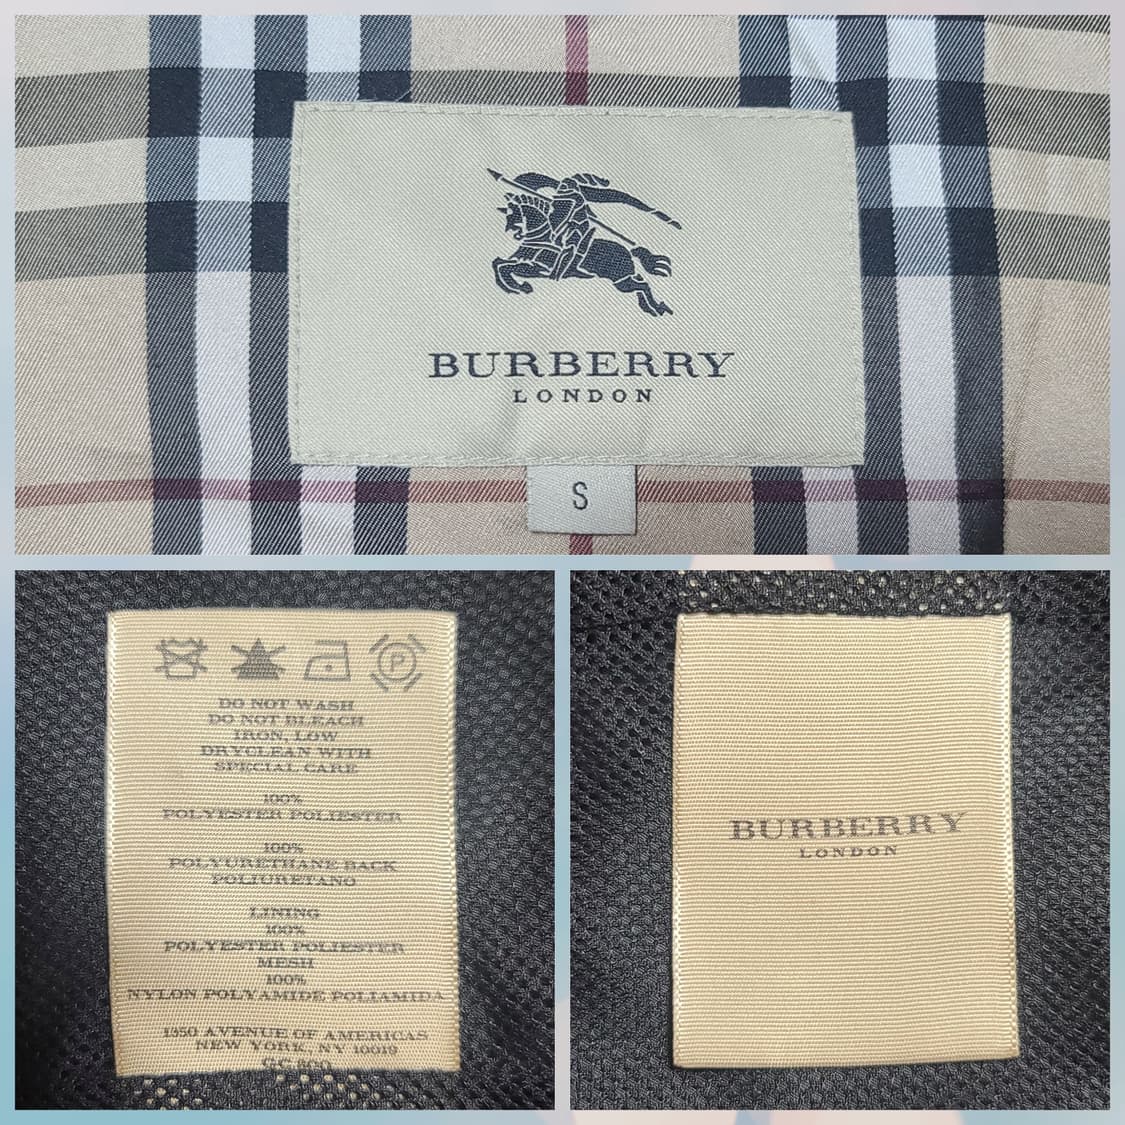 BURBERRY
LONDON
S
P
DO NOT WASH
DO NOT BLEACH
IRON, LOW
DRYCLEAN WITH
SPECIAL CARE
100%
POLYESTER POLIESTER
100%
POLYURETHANE BACK
POLIURETANO
LINING
100%
POLYESTER POLIESTER
MESH
100%
NYLON POLYAMIDE POLIAMIDA
1350 AVENUE OF AMERICAS
NEW YORK, NY 10019
BURBERRY
LONDON